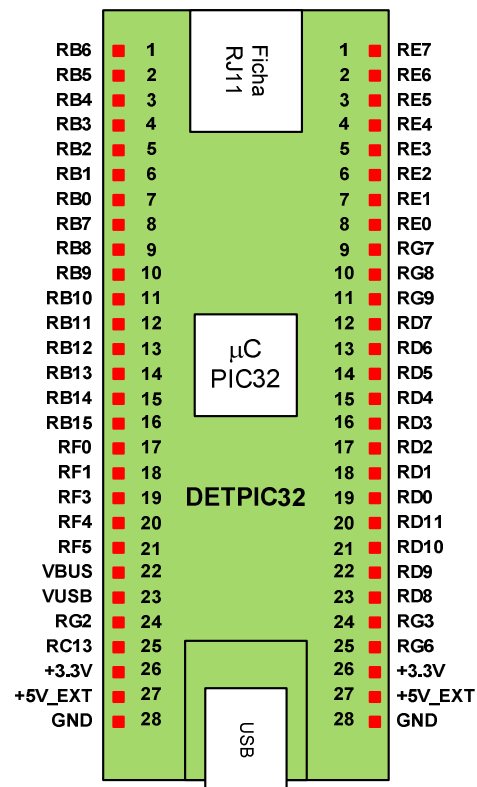 Ficha
RJ11
RB6 1 1 RE7
RB5 2 2 RE6
RB4 3 3 RE5
RB3 4 4 RE4
RB2 5 5 RE3
RB1 6 6 RE2
RB0 7 7 RE1
RB7 8 8 RE0
RB8 9 9 RG7
RB9 10 10 RG8
RB10 11 11 RG9
RB11 12 12 RD7
RB12 13 13 RD6
RB13 14 14 RD5
RB14 15 15 RD4
RB15 16 16 RD3
μC
PIC32
RF0 17 17 RD2
RF1 18 18 RD1
RF3 19 DETPIC32 19 RD0
RF4 20 20 RD11
RF5 21 21 RD10
VBUS 22 22 RD9
VUSB 23 23 RD8
RG2 24 24 RG3
RC13 25 25 RG6
+3.3V 26 26 +3.3V
+5V_EXT 27 27 +5V_EXT
GND 28 28 GND
USB